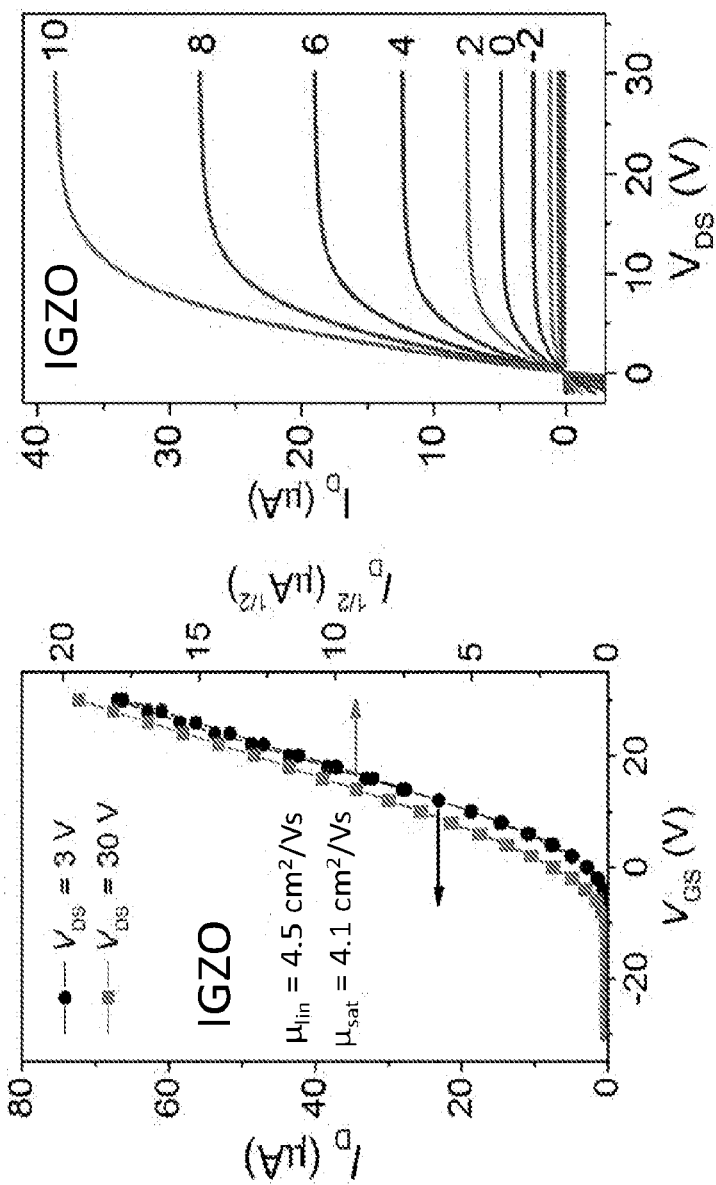 I_D (μA)
80
60
40
20
0
V_DS = 3 V
V_DS = 30 V
IGZO
μ_lin = 4.5 cm²/Vs
μ_sat = 4.1 cm²/Vs
-20
0
20
V_GS (V)
20
15
10
5
0
I_D^1/2 (μA^1/2)
I_D (μA)
40
30
20
10
0
IGZO
10
8
6
4
2
0
-2
0
10
20
30
V_DS (V)